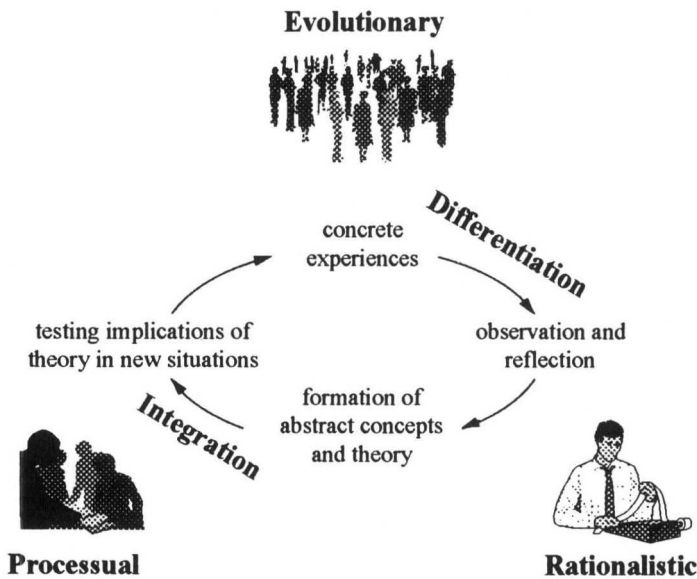 Evolutionary
Differentiation
concrete
experiences
testing implications of
theory in new situations
observation and
reflection
Integration
formation of
abstract concepts
and theory
Processual
Rationalistic